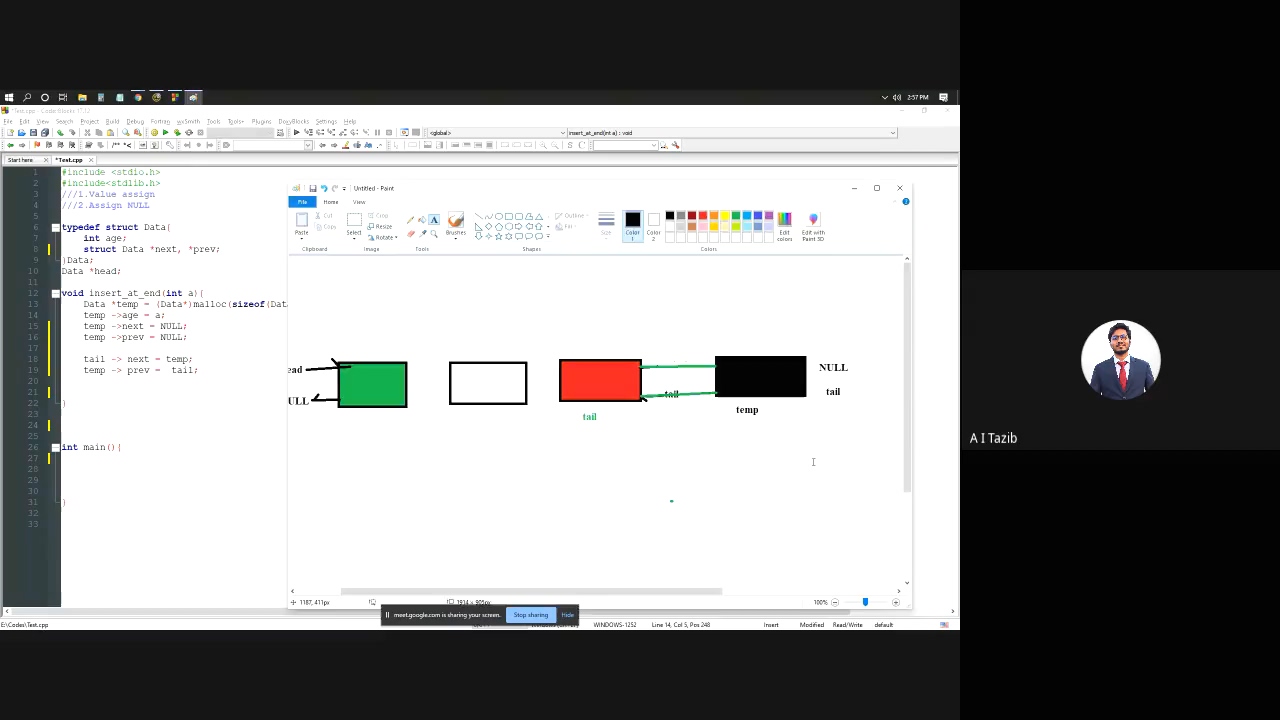 2:57 PM
Test.cpp - Code::Blocks 17.12
File Edit View Search Project Build Debug Fortran wxSmith Tools Tools+ Plugins DoxyBlocks Settings Help
<global>
insert_at_end(int a) : void
Start here
*Test.cpp
1 #include <stdio.h>
2 #include<stdlib.h>
3 ///1.Value assign
4 ///2.Assign NULL
5
6 typedef struct Data{
7 int age;
8 struct Data *next, *prev;
9 }Data;
10 Data *head;
11
12 void insert_at_end(int a){
13 Data *temp = (Data*)malloc(sizeof(Dat
14 temp ->age = a;
15 temp ->next = NULL;
16 temp ->prev = NULL;
17
18 tail -> next = temp;
19 temp -> prev =  tail;
20
21
22 }
23
24
25
26 int main(){
27
28
29
30
31 }
32
33
Untitled - Paint
File Home View
Paste
Cut
Copy
Clipboard
Select
Crop
Resize
Rotate
Image
Tools
Brushes
Outline
Fill
Shapes
Size
Color 1
Color 2
Edit colors
Edit with Paint 3D
Colors
ead
ULL
tail
tail
temp
NULL
tail
1187, 411px
1914 × 905px
100%
meet.google.com is sharing your screen.
Stop sharing
Hide
E:\Codes\Test.cpp
WINDOWS-1252
Line 14, Col 5, Pos 248
Insert
Modified
Read/Write
default
A I Tazib